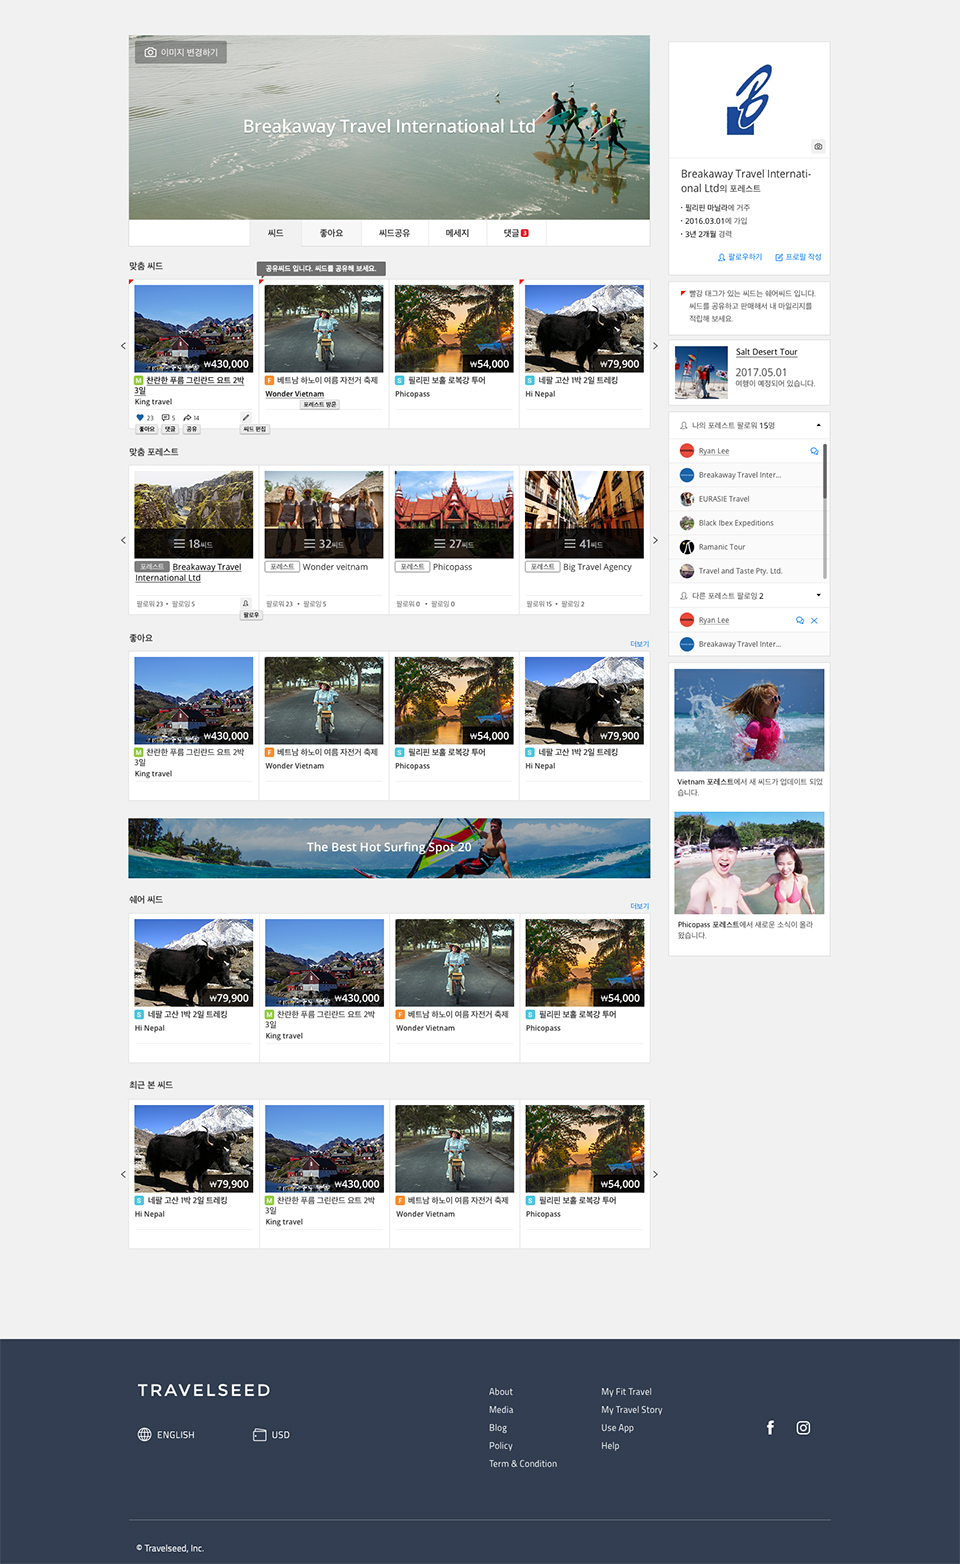 이미지 변경하기
Breakaway Travel International Ltd
씨드
좋아요
씨드공유
메세지
댓글 3
맞춤 씨드
공유씨드 입니다. 씨드를 공유해 보세요.
₩430,000
₩54,000
₩79,900
M 찬란한 푸름 그린란드 요트 2박
3일
King travel
23 5 14
좋아요 댓글 공유 씨드 편집
F 베트남 하노이 여름 자전거 축제
Wonder Vietnam
포레스트 방문
S 필리핀 보홀 로복강 투어
Phicopass
S 네팔 고산 1박 2일 트레킹
Hi Nepal
맞춤 포레스트
18씨드
32씨드
27씨드
41씨드
포레스트 Breakaway Travel
International Ltd
팔로워 23 • 팔로잉 5
팔로우
포레스트 Wonder veitnam
팔로워 23 • 팔로잉 5
포레스트 Phicopass
팔로워 0 • 팔로잉 0
포레스트 Big Travel Agency
팔로워 15 • 팔로잉 2
좋아요
더보기
₩430,000
₩54,000
₩79,900
M 찬란한 푸름 그린란드 요트 2박
3일
King travel
F 베트남 하노이 여름 자전거 축제
Wonder Vietnam
S 필리핀 보홀 로복강 투어
Phicopass
S 네팔 고산 1박 2일 트레킹
Hi Nepal
The Best Hot Surfing Spot 20
쉐어 씨드
더보기
₩79,900
₩430,000
₩54,000
S 네팔 고산 1박 2일 트레킹
Hi Nepal
M 찬란한 푸름 그린란드 요트 2박
3일
King travel
F 베트남 하노이 여름 자전거 축제
Wonder Vietnam
S 필리핀 보홀 로복강 투어
Phicopass
최근 본 씨드
₩79,900
₩430,000
₩54,000
S 네팔 고산 1박 2일 트레킹
Hi Nepal
M 찬란한 푸름 그린란드 요트 2박
3일
King travel
F 베트남 하노이 여름 자전거 축제
Wonder Vietnam
S 필리핀 보홀 로복강 투어
Phicopass
B
Breakaway Travel Internati-
onal Ltd의 포레스트
· 필리핀 마닐라에 거주
· 2016.03.01에 가입
· 3년 2개월 경력
팔로우하기
프로필 작성
빨강 태그가 있는 씨드는 쉐어씨드 입니다.
씨드를 공유하고 판매해서 내 마일리지를
적립해 보세요.
Salt Desert Tour
2017.05.01
여행이 예정되어 있습니다.
나의 포레스트 팔로워 15명
Ryan Lee
Breakaway Travel Inter...
EURASIE Travel
Black Ibex Expeditions
Ramanic Tour
Travel and Taste Pty. Ltd.
다른 포레스트 팔로잉 2
Ryan Lee
Breakaway Travel Inter...
Vietnam 포레스트에서 새 씨드가 업데이트 되었
습니다.
Phicopass 포레스트에서 새로운 소식이 올라
왔습니다.
TRAVELSEED
ENGLISH
USD
About
Media
Blog
Policy
Term & Condition
My Fit Travel
My Travel Story
Use App
Help
© Travelseed, Inc.